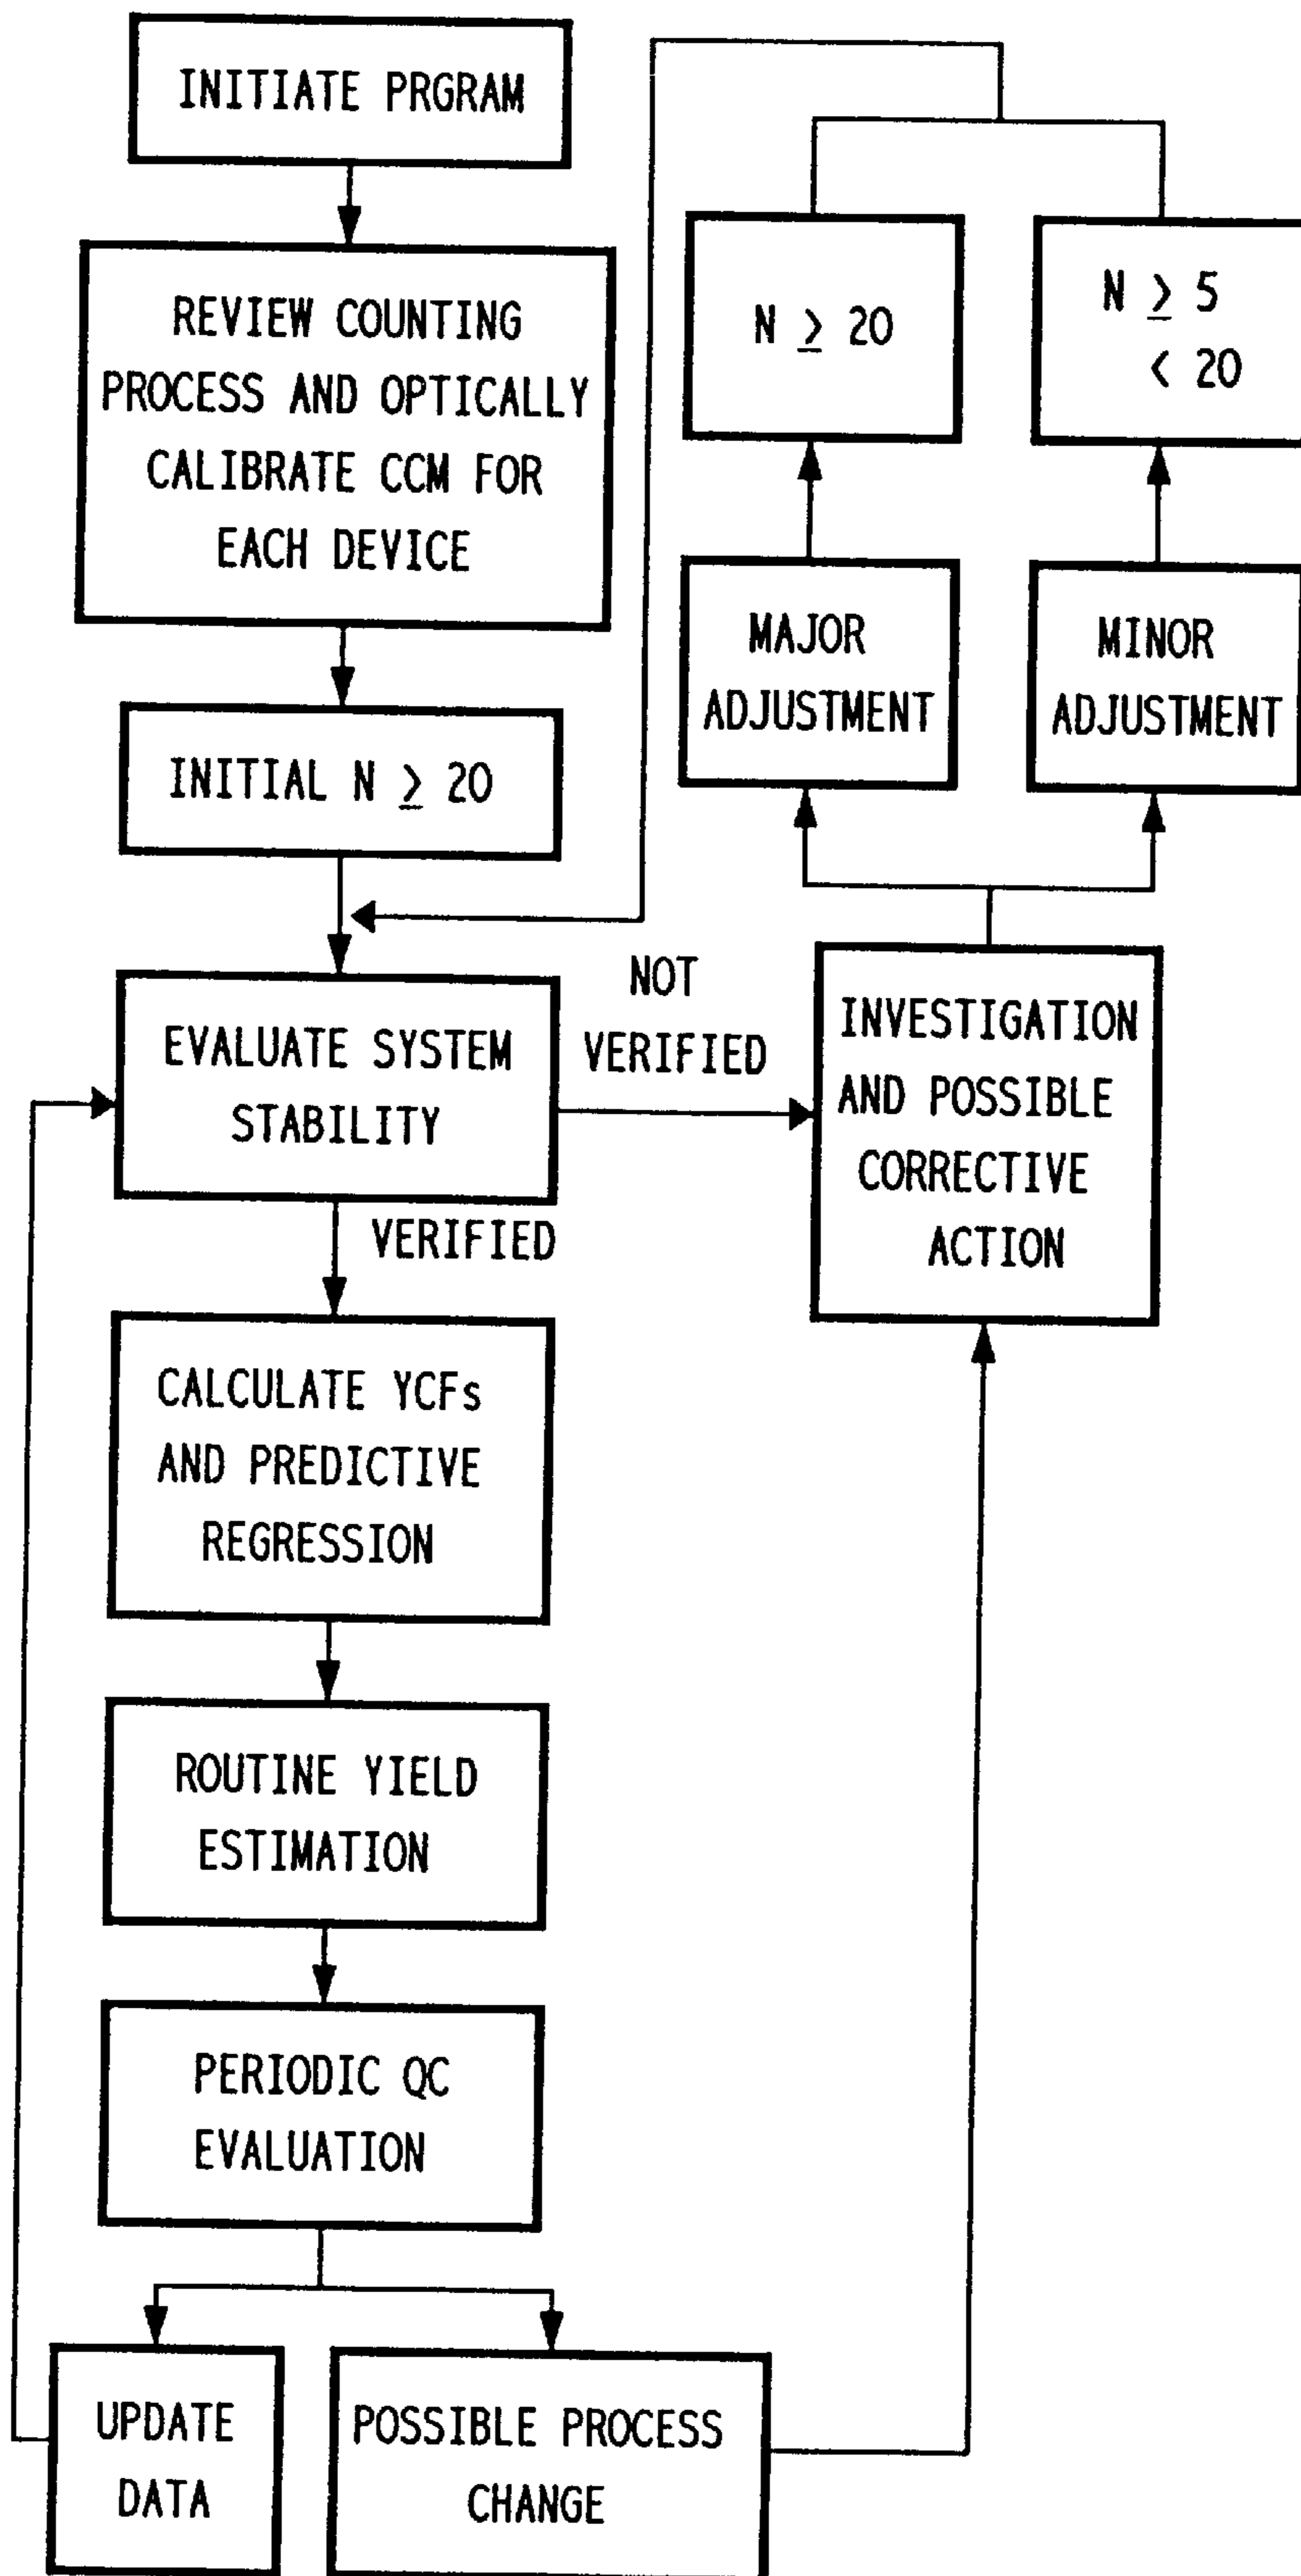 INITIATE PRGRAM
REVIEW COUNTING
PROCESS AND OPTICALLY
CALIBRATE CCM FOR
EACH DEVICE
INITIAL N ≥ 20
EVALUATE SYSTEM
STABILITY
NOT
VERIFIED
VERIFIED
CALCULATE YCFs
AND PREDICTIVE
REGRESSION
ROUTINE YIELD
ESTIMATION
PERIODIC QC
EVALUATION
UPDATE
DATA
POSSIBLE PROCESS
CHANGE
INVESTIGATION
AND POSSIBLE
CORRECTIVE
ACTION
MAJOR
ADJUSTMENT
MINOR
ADJUSTMENT
N ≥ 20
N ≥ 5
< 20